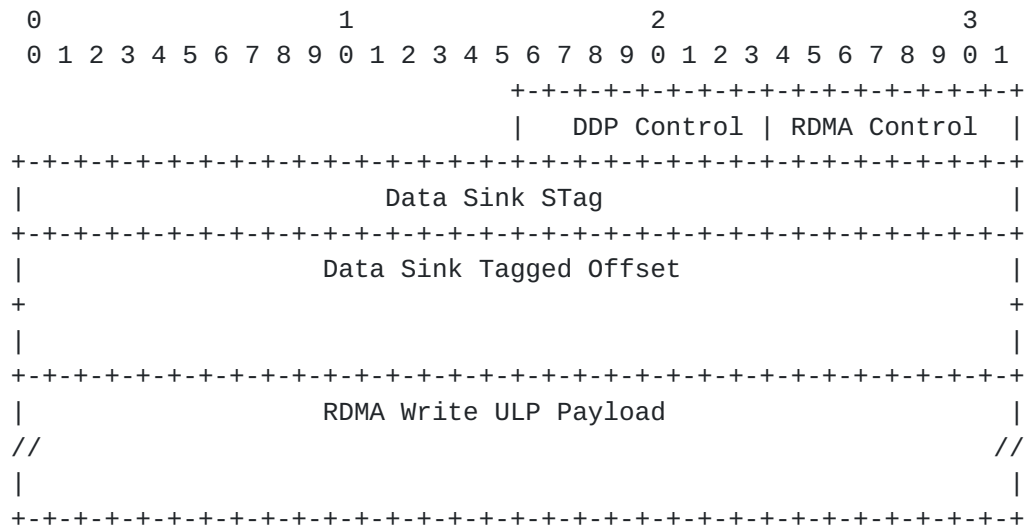 0                   1                   2                   3
 0 1 2 3 4 5 6 7 8 9 0 1 2 3 4 5 6 7 8 9 0 1 2 3 4 5 6 7 8 9 0 1
                                +-+-+-+-+-+-+-+-+-+-+-+-+-+-+-+-+
                                |   DDP Control | RDMA Control  |
+-+-+-+-+-+-+-+-+-+-+-+-+-+-+-+-+-+-+-+-+-+-+-+-+-+-+-+-+-+-+-+-+
|                       Data Sink STag                          |
+-+-+-+-+-+-+-+-+-+-+-+-+-+-+-+-+-+-+-+-+-+-+-+-+-+-+-+-+-+-+-+-+
|                   Data Sink Tagged Offset                     |
+                                                               +
|                                                               |
+-+-+-+-+-+-+-+-+-+-+-+-+-+-+-+-+-+-+-+-+-+-+-+-+-+-+-+-+-+-+-+-+
|                   RDMA Write ULP Payload                      |
//                                                             //
|                                                               |
+-+-+-+-+-+-+-+-+-+-+-+-+-+-+-+-+-+-+-+-+-+-+-+-+-+-+-+-+-+-+-+-+